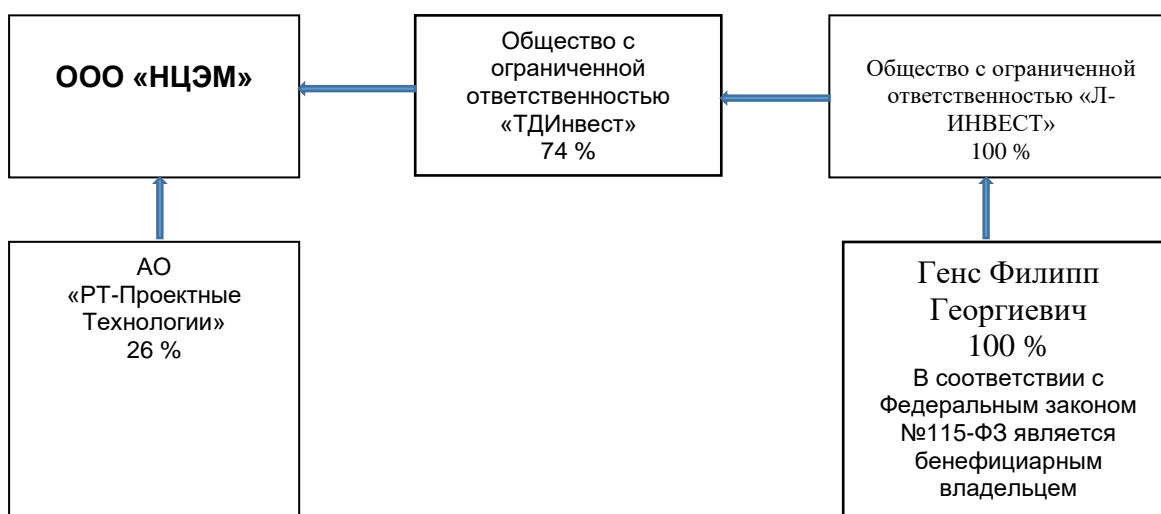 ООО «НЦЭМ»
Общество с
ограниченной
ответственностью
«ТДИнвест»
74 %
Общество с ограниченной
ответственностью «Л-
ИНВЕСТ»
100 %
АО
«РТ-Проектные
Технологии»
26 %
Генс Филипп
Георгиевич
100 %
В соответствии с
Федеральным законом
№115-ФЗ является
бенефициарным
владельцем